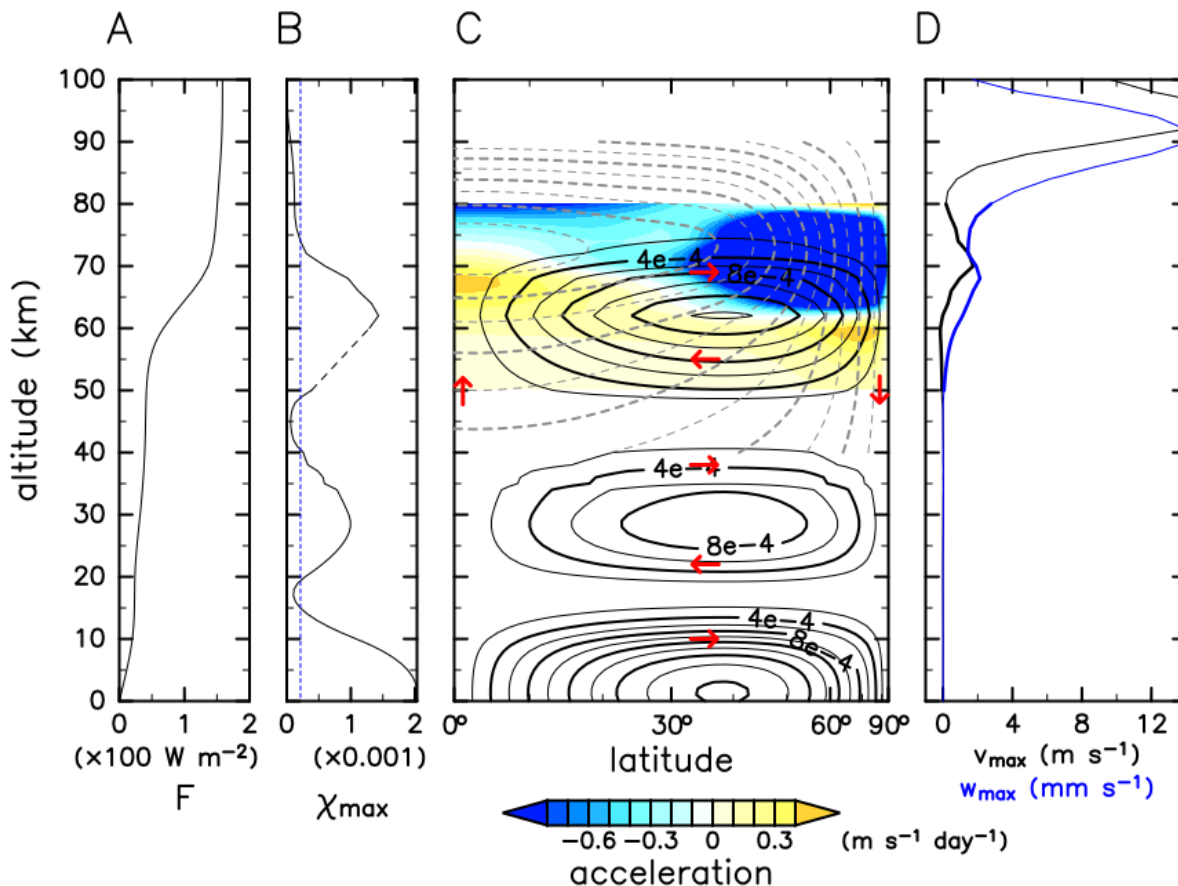 A
B
C
D
100
90
80
70
60
50
40
30
20
10
0
altitude (km)
4e−4
8e−4
4e−4
8e−4
4e−4
8e−4
0 1 2
(×100 W m−2)
F
0 1 2
(×0.001)
χmax
0° 30° 60° 90°
latitude
0 4 8 12
vmax (m s−1)
wmax (mm s−1)
−0.6 −0.3 0 0.3
(m s−1 day−1)
acceleration